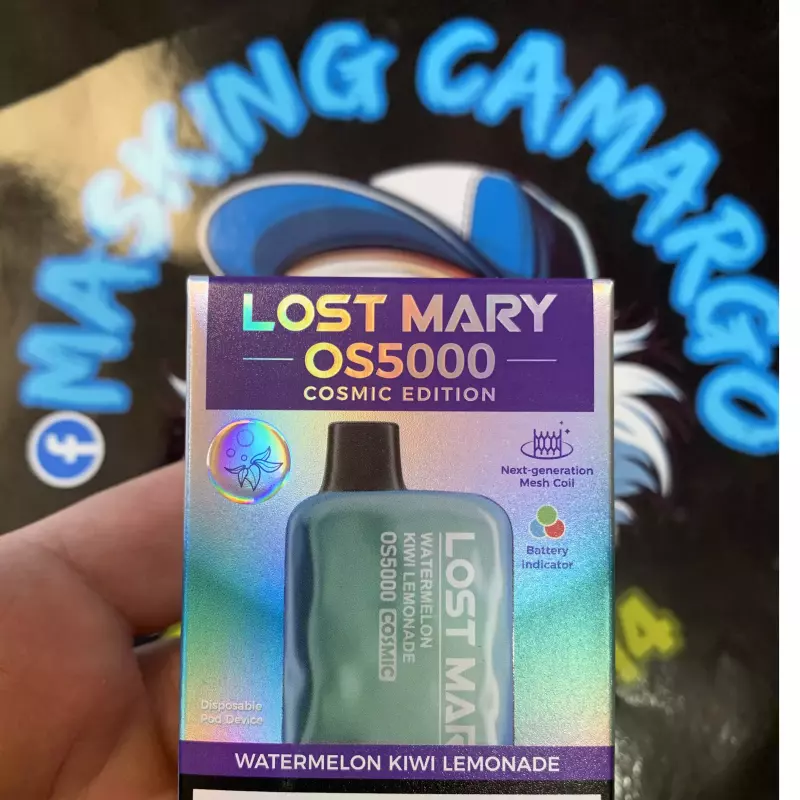 MASKING CAMARGO
f
LOST MARY
OS5000
COSMIC EDITION
Next-generation
Mesh Coil
Battery
Indicator
LOST MAR
WATERMELON
KIWI LEMONADE
OS5000 COSMIC
Disposable
Pod Device
WATERMELON KIWI LEMONADE